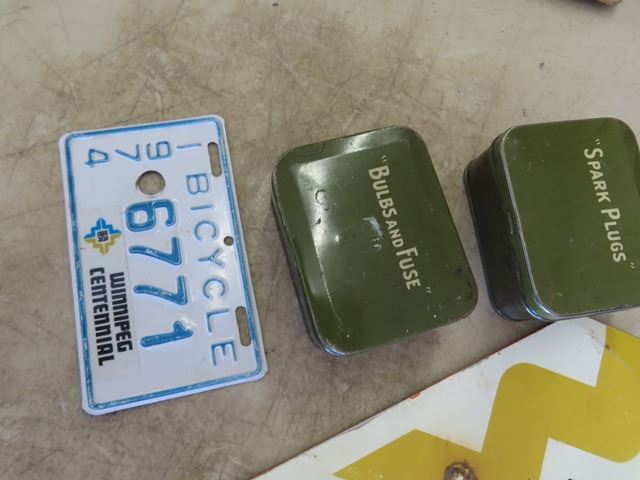 1974
BICYCLE
6771
WINNIPEG
CENTENNIAL
"BULBS AND FUSE"
"SPARK PLUGS"